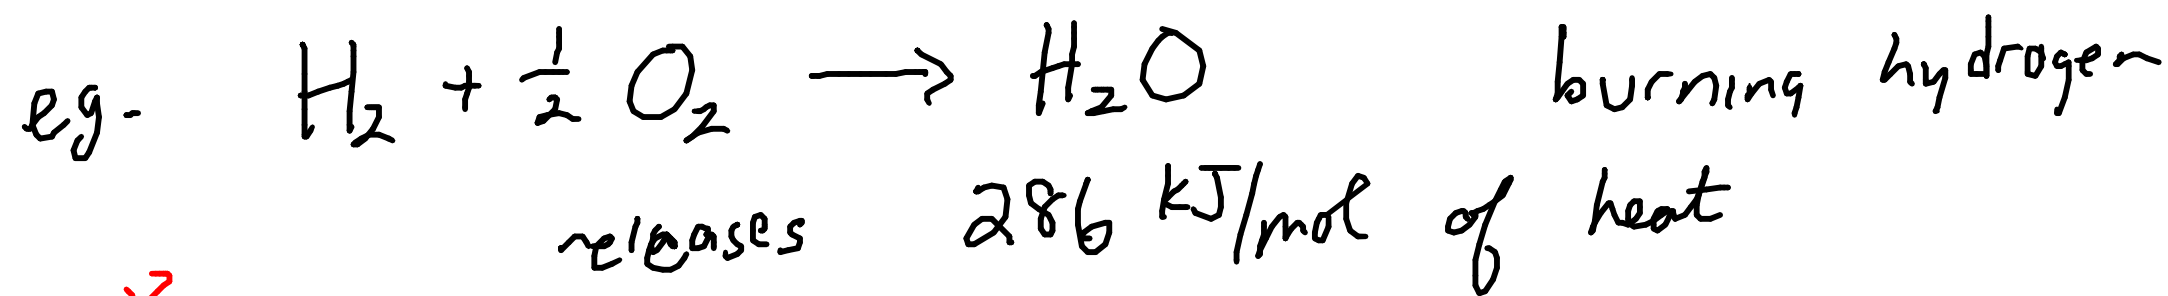 eg. H₂ + ½ O₂ → H₂O burning hydrogen
releases 286 kJ/mol of heat